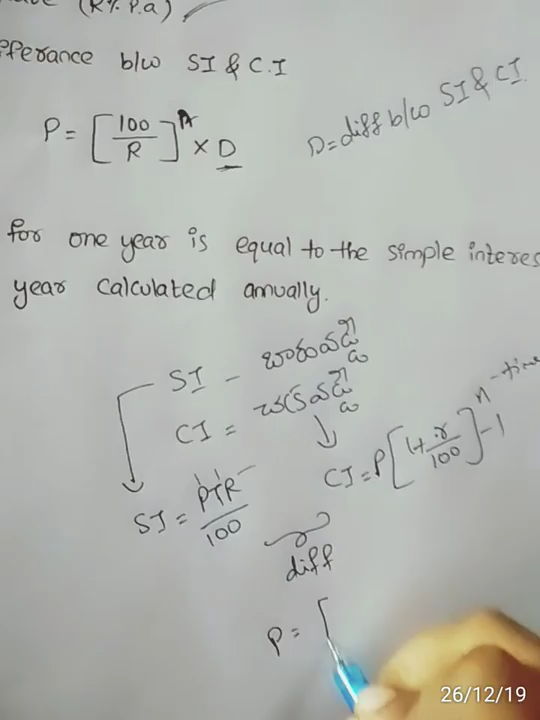 (R% P.a)
fferance b/w SI & C.I
P = [100/R]^n × D
D = diff b/w SI & CI
for one year is equal to the simple interes
year calculated annually.
SI - బారువడ్డీ
CI = చక్రవడ్డీ
SI = PTR/100
CI = P[1+r/100]^n - 1
n - time
diff
P = [
26/12/19